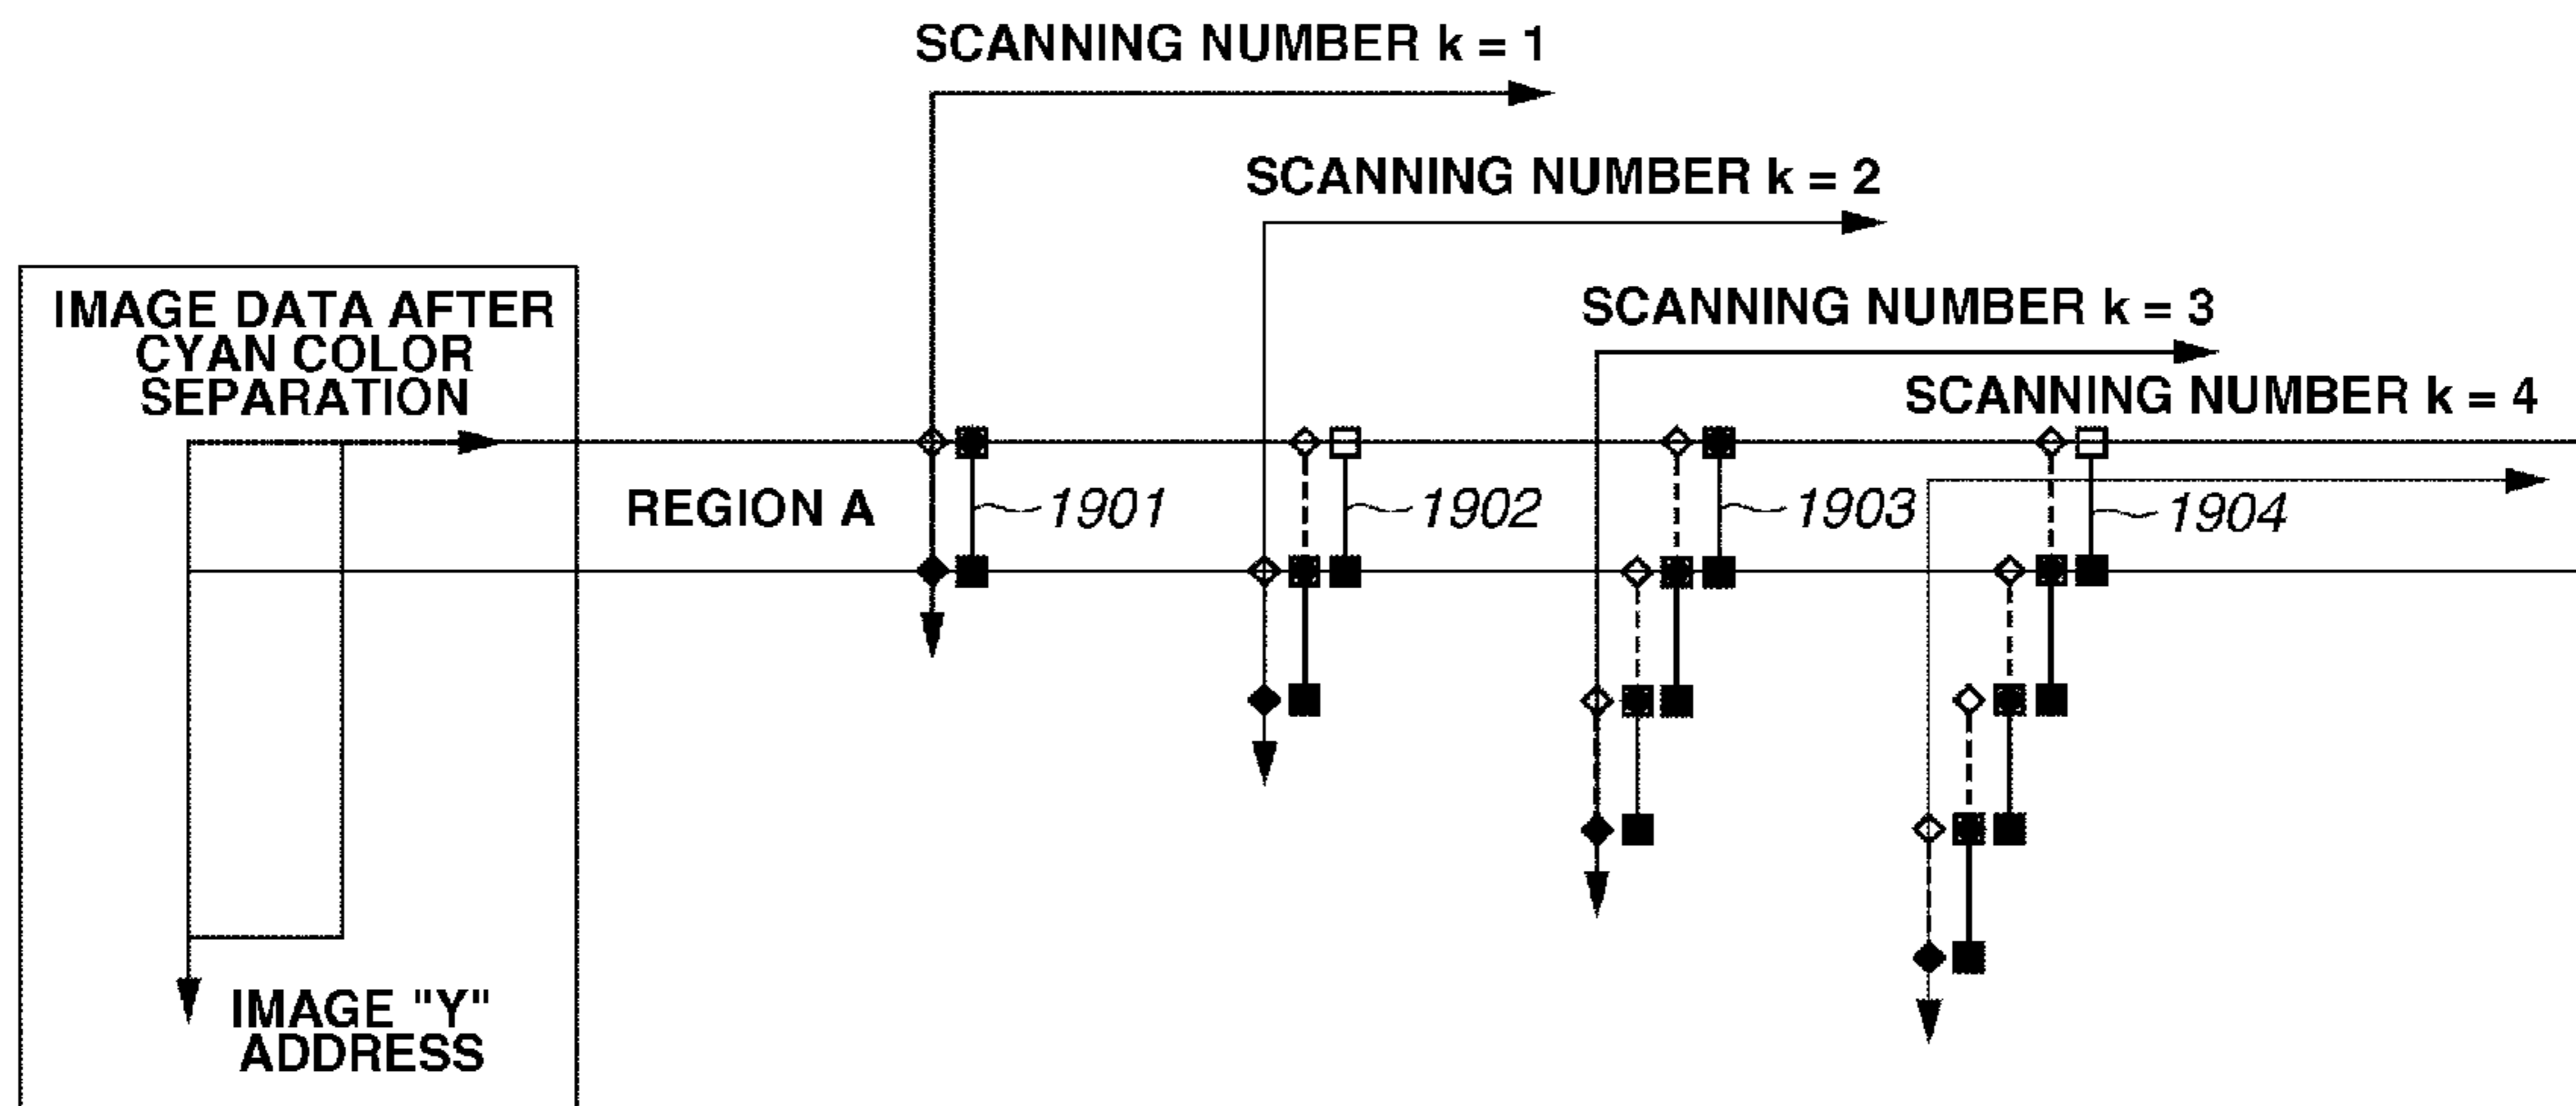 SCANNING NUMBER k = 1
SCANNING NUMBER k = 2
SCANNING NUMBER k = 3
SCANNING NUMBER k = 4
IMAGE DATA AFTER
CYAN COLOR
SEPARATION
REGION A
1901
1902
1903
1904
IMAGE "Y"
ADDRESS